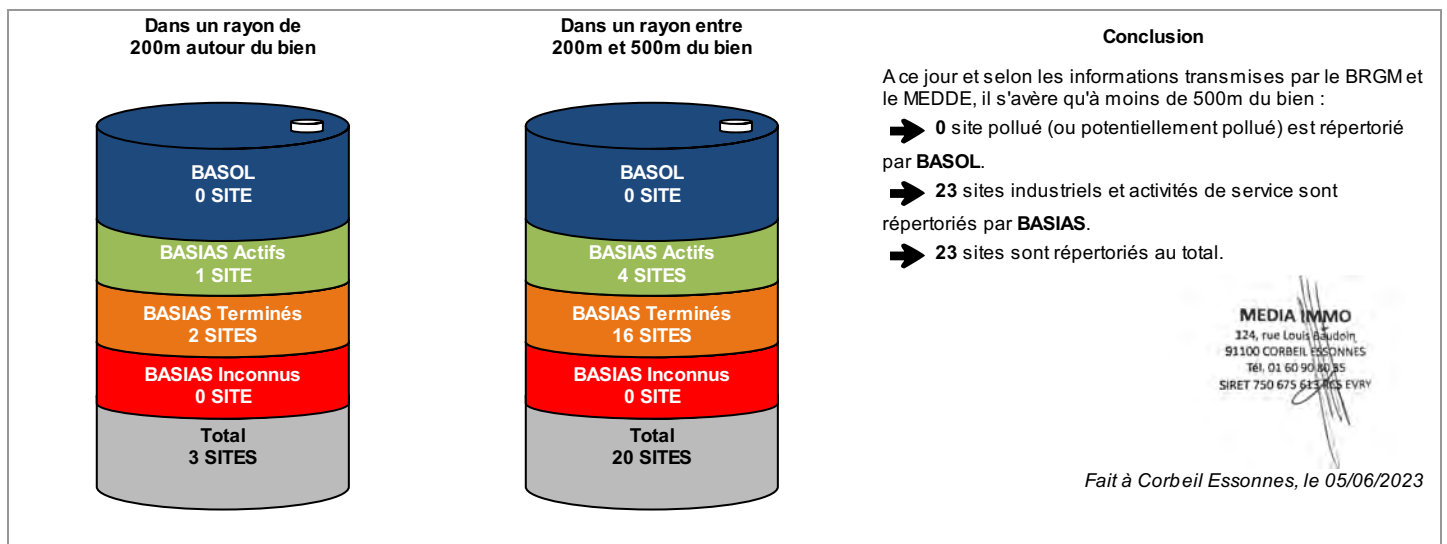 Dans un rayon de
200m autour du bien
BASOL
0 SITE
BASIAS Actifs
1 SITE
BASIAS Terminés
2 SITES
BASIAS Inconnus
0 SITE
Total
3 SITES
Dans un rayon entre
200m et 500m du bien
BASOL
0 SITE
BASIAS Actifs
4 SITES
BASIAS Terminés
16 SITES
BASIAS Inconnus
0 SITE
Total
20 SITES
Conclusion
A ce jour et selon les informations transmises par le BRGM et
le MEDDE, il s'avère qu'à moins de 500m du bien :
0 site pollué (ou potentiellement pollué) est répertorié
par BASOL.
23 sites industriels et activités de service sont
répertoriés par BASIAS.
23 sites sont répertoriés au total.
MEDIA IMMO
124, rue Louis Baudoin
91100 CORBEIL ESSONNES
Tél. 01 60 90 80 85
SIRET 750 675 613 RCS EVRY
Fait à Corbeil Essonnes, le 05/06/2023